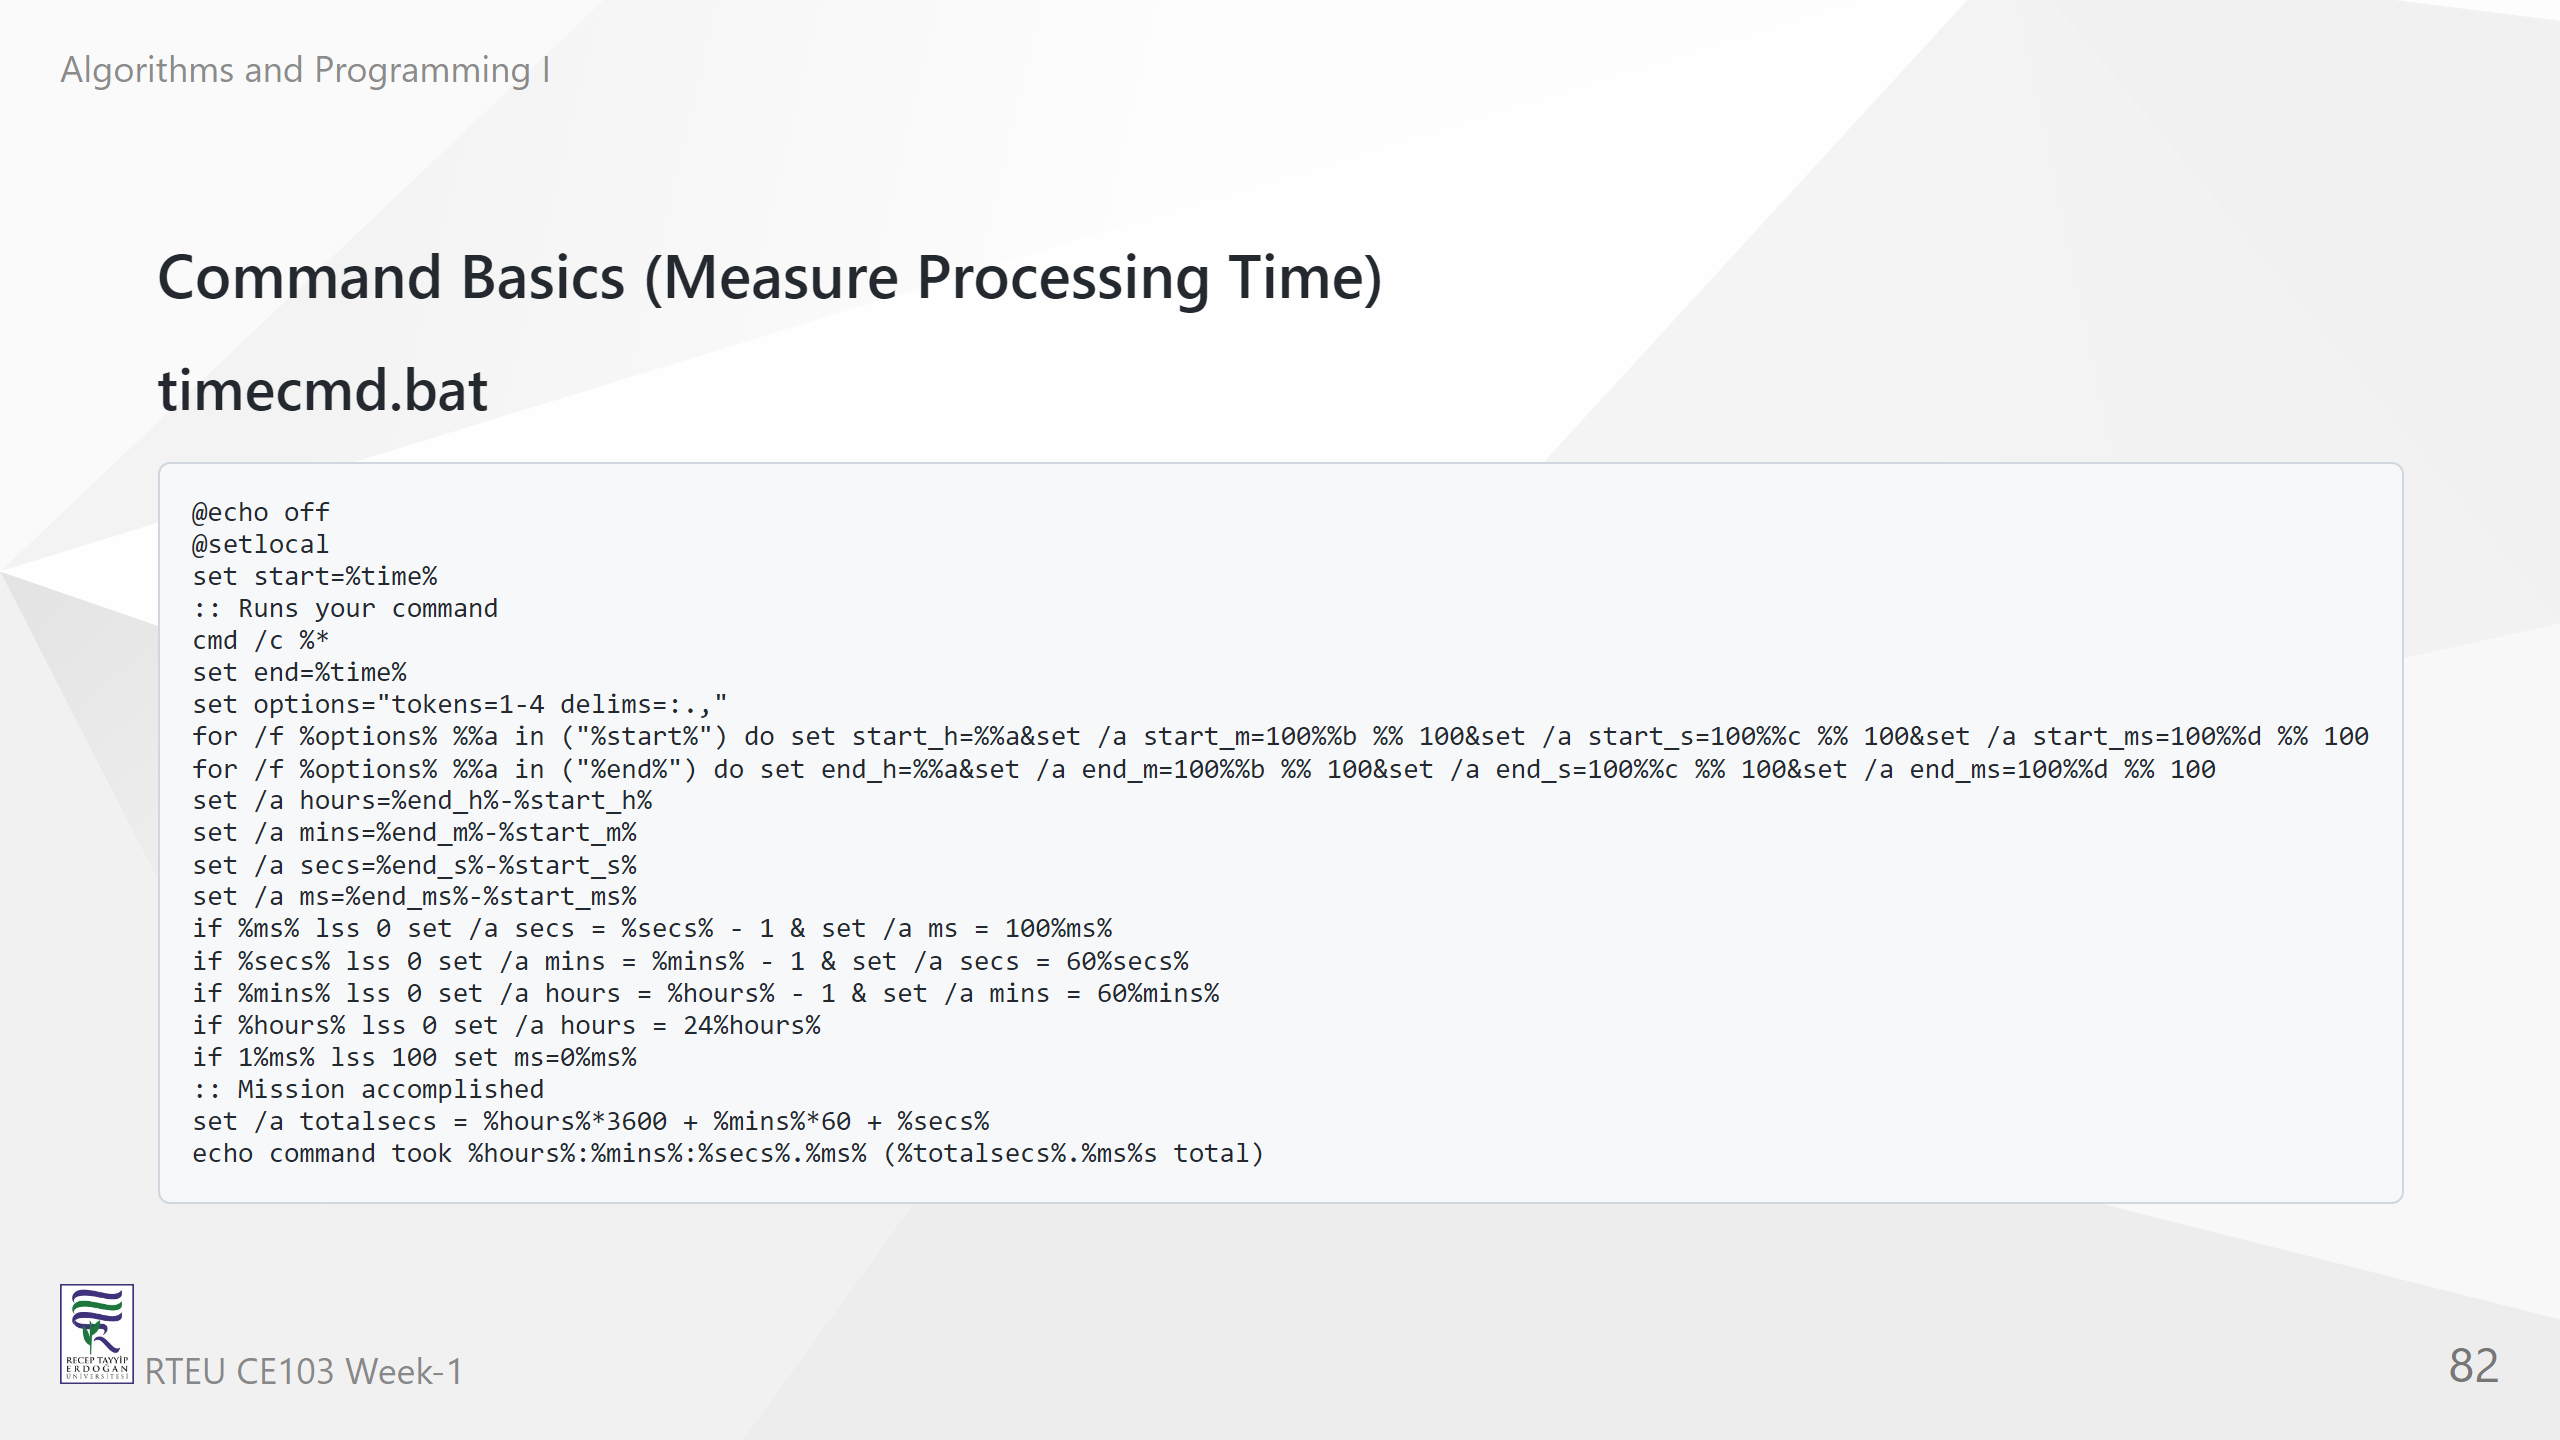 Algorithms and Programming I
Command Basics (Measure Processing Time)
timecmd.bat
@echo off
@setlocal
set start=%time%
:: Runs your command
cmd /c %*
set end=%time%
set options="tokens=1-4 delims=:.,"
for /f %options% %%a in ("%start%") do set start_h=%%a&set /a start_m=100%%b %% 100&set /a start_s=100%%c %% 100&set /a start_ms=100%%d %% 100
for /f %options% %%a in ("%end%") do set end_h=%%a&set /a end_m=100%%b %% 100&set /a end_s=100%%c %% 100&set /a end_ms=100%%d %% 100
set /a hours=%end_h%-%start_h%
set /a mins=%end_m%-%start_m%
set /a secs=%end_s%-%start_s%
set /a ms=%end_ms%-%start_ms%
if %ms% lss 0 set /a secs = %secs% - 1 & set /a ms = 100%ms%
if %secs% lss 0 set /a mins = %mins% - 1 & set /a secs = 60%secs%
if %mins% lss 0 set /a hours = %hours% - 1 & set /a mins = 60%mins%
if %hours% lss 0 set /a hours = 24%hours%
if 1%ms% lss 100 set ms=0%ms%
:: Mission accomplished
set /a totalsecs = %hours%*3600 + %mins%*60 + %secs%
echo command took %hours%:%mins%:%secs%.%ms% (%totalsecs%.%ms%s total)
RECEP TAYYİP
ERDOĞAN
ÜNİVERSİTESİ
RTEU CE103 Week-1
82